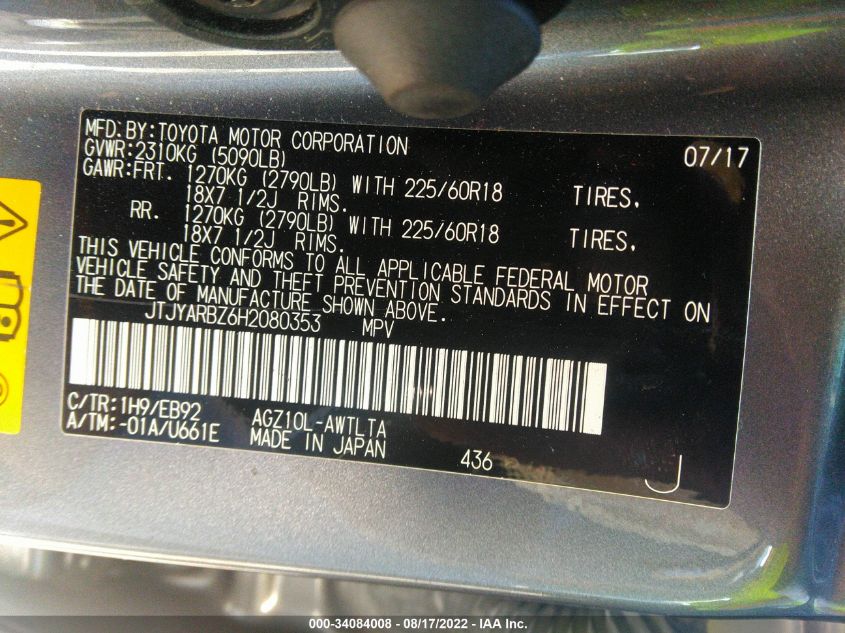 MFD. BY: TOYOTA MOTOR CORPORATION 07/17
GVWR: 2310KG (5090LB)
GAWR: FRT. 1270KG (2790LB) WITH 225/60R18 TIRES,
18X7 1/2J RIMS.
RR. 1270KG (2790LB) WITH 225/60R18 TIRES,
18X7 1/2J RIMS.
THIS VEHICLE CONFORMS TO ALL APPLICABLE FEDERAL MOTOR
VEHICLE SAFETY AND THEFT PREVENTION STANDARDS IN EFFECT ON
THE DATE OF MANUFACTURE SHOWN ABOVE.
JTJYARBZ6H2080353 MPV
C/TR: 1H9/EB92 AGZ10L-AWTLTA
A/TM: -01A/U661E MADE IN JAPAN 436 J
000-34084008 - 08/17/2022 - IAA Inc.